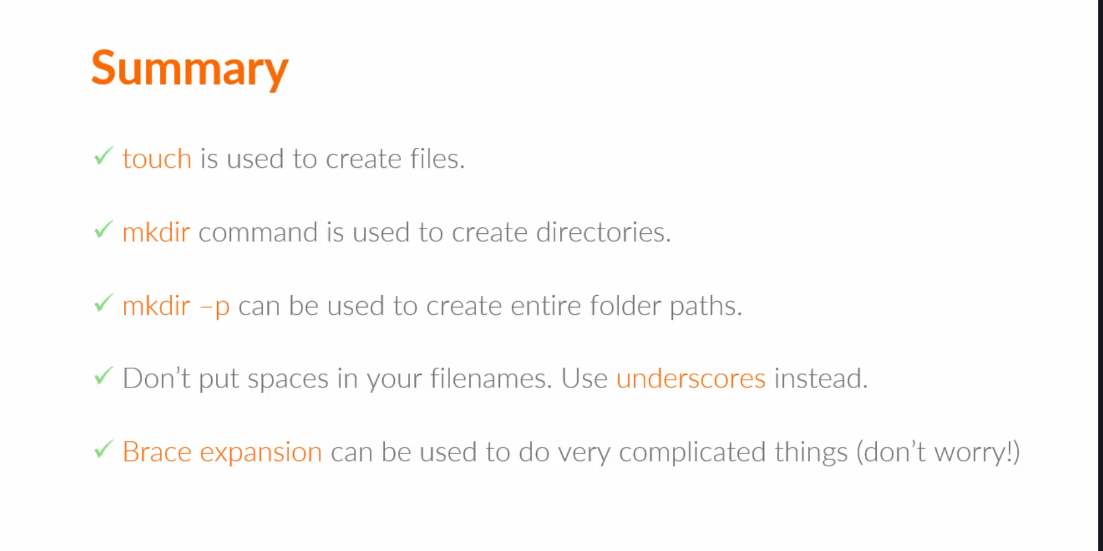 Summary
✓ touch is used to create files.
✓ mkdir command is used to create directories.
✓ mkdir –p can be used to create entire folder paths.
✓ Don’t put spaces in your filenames. Use underscores instead.
✓ Brace expansion can be used to do very complicated things (don’t worry!)